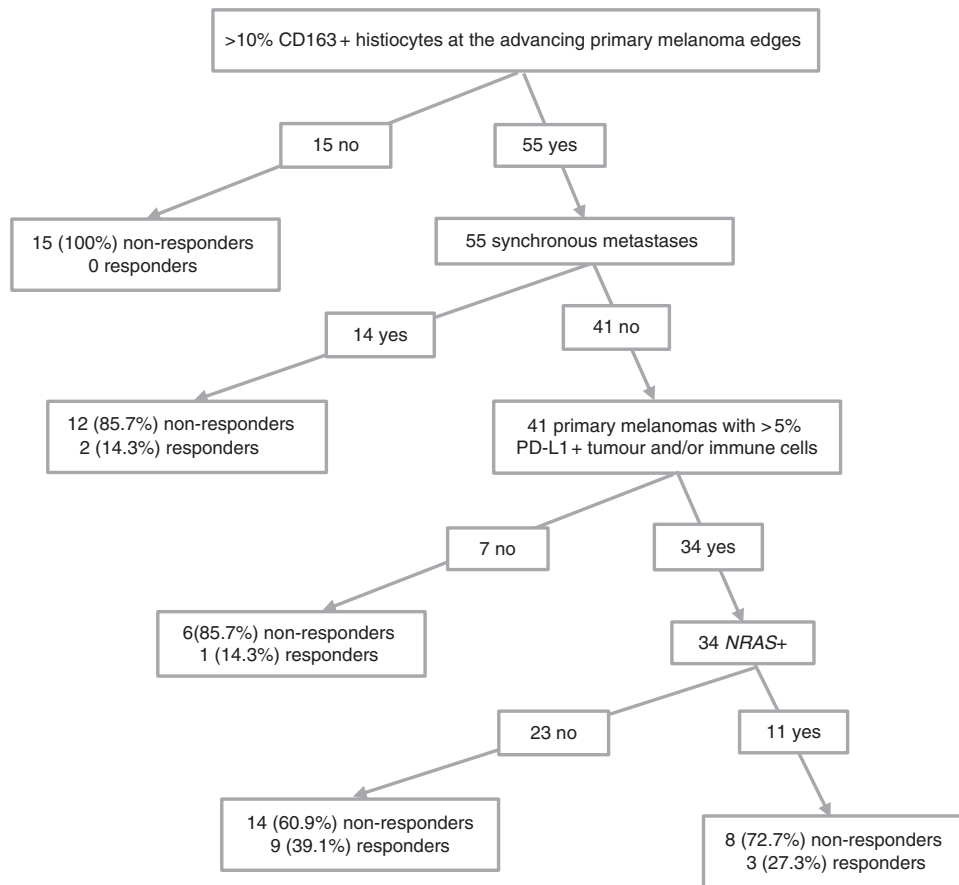 >10% CD163+ histiocytes at the advancing primary melanoma edges
15 no
55 yes
15 (100%) non-responders
0 responders
55 synchronous metastases
14 yes
41 no
12 (85.7%) non-responders
2 (14.3%) responders
41 primary melanomas with >5%
PD-L1+ tumour and/or immune cells
7 no
34 yes
6(85.7%) non-responders
1 (14.3%) responders
34 NRAS+
23 no
11 yes
14 (60.9%) non-responders
9 (39.1%) responders
8 (72.7%) non-responders
3 (27.3%) responders